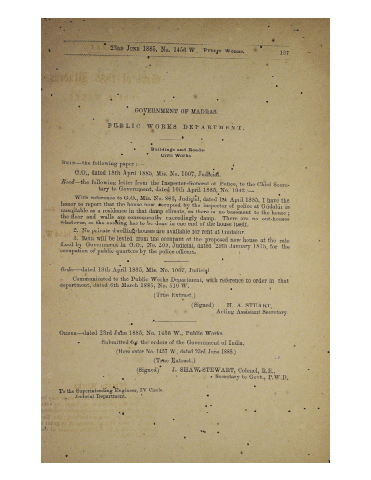 23RD JUNE 1885, No. 1456 W, PUBLIC WORKS.
GOVERNMENT OF MADRAS.
PUBLIC WORKS DEPARTMENT.
Buildings and Roads
Civil Works
READ—the following paper :—
G.O., dated 18th April 1885, Mis. No. 1007, Judicial.
Read—the following letter from the Inspector-General of Police, to the Chief Secretary to Government, dated 10th April 1885, No.
With reference to G.O., Mis. No. Judicial, dated April 1885, I have the
honor to report that the house now occupied by the inspector of police at Gudalur is
unsuitable as a residence in that damp climate, as there is no basement to the house;
the floor and walls are consequently exceedingly damp. There are no out-houses
whatever, as the cooking has to be done in one end of the house itself.
2. No private dwelling-houses are available for rent at Gudalur.
3. Rent will be levied from the occupant of the proposed new house at the rate
fixed by Government in G.O., No. Judicial, dated January 1875, for the
occupation of public quarters by the police officers.
Order—dated 18th April 1885, Mis. No. 1007, Judicial.
Communicated to the Public Works Department, with reference to order in that
department, dated 6th March 1885, No. 510 W.
(True Extract.)
(Signed) H. A. STUART,
Acting Assistant Secretary.
ORDER—dated 23rd June 1885, No. 1456 W., Public Works.
Submitted for the orders of the Government of India.
(Here enter No. 1457 W., dated 23rd June 1885.)
(True Extract.)
(Signed) J. SHAW-STEWART, Colonel, R.E.,
Secretary to Govt., P.W.D.
To the Superintending Engineer, IV Circle.
Judicial Department.